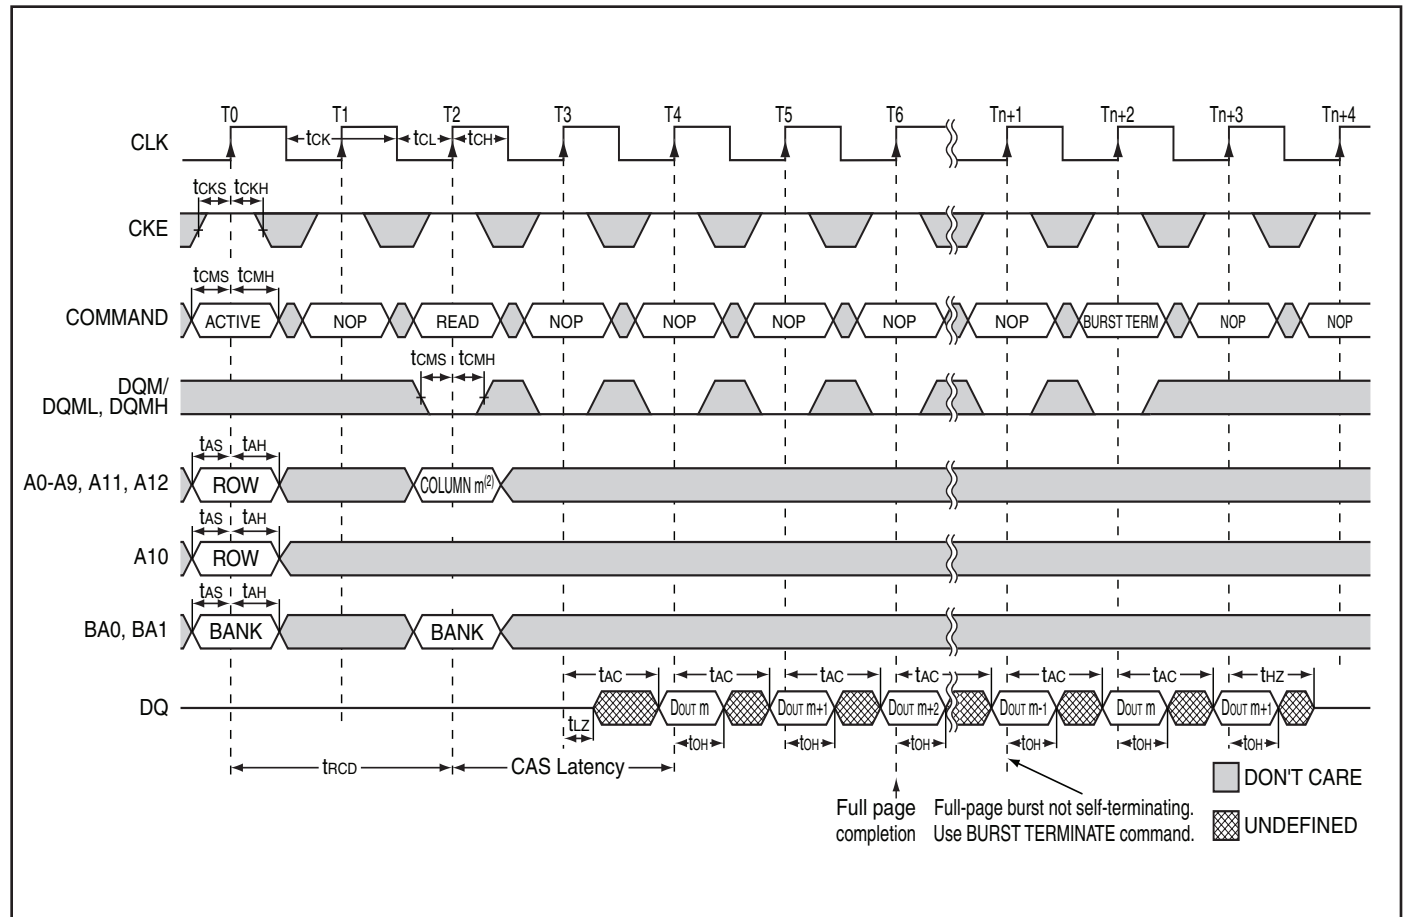 T0 T1 T2 T3 T4 T5 T6 Tn+1 Tn+2 Tn+3 Tn+4
CLK tCK tCL tCH
tCKS tCKH
CKE
tCMS tCMH
COMMAND ACTIVE NOP READ NOP NOP NOP NOP NOP BURST TERM NOP NOP
tCMS tCMH
DQM/
DQML, DQMH
tAS tAH
A0-A9, A11, A12 ROW COLUMN m(2)
tAS tAH
A10 ROW
tAS tAH
BA0, BA1 BANK BANK
tAC tAC tAC tAC tAC tAC tHZ
DQ DOUT m DOUT m+1 DOUT m+2 DOUT m-1 DOUT m DOUT m+1
tLZ tOH tOH tOH tOH tOH tOH
tRCD CAS Latency
DON'T CARE
Full page
completion
Full-page burst not self-terminating.
Use BURST TERMINATE command.
UNDEFINED